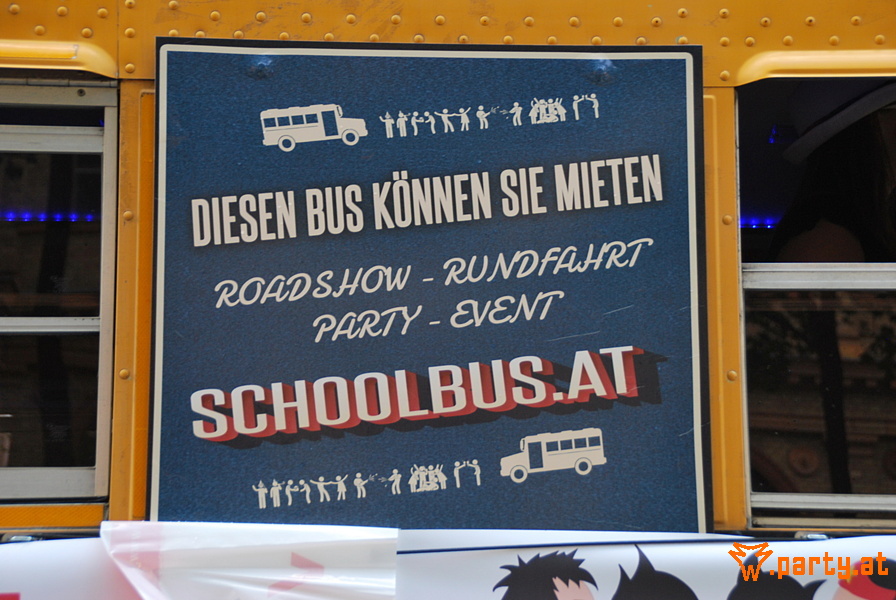 DIESEN BUS KÖNNEN SIE MIETEN
ROADSHOW - RUNDFAHRT
PARTY - EVENT
SCHOOLBUS.AT
.party.at